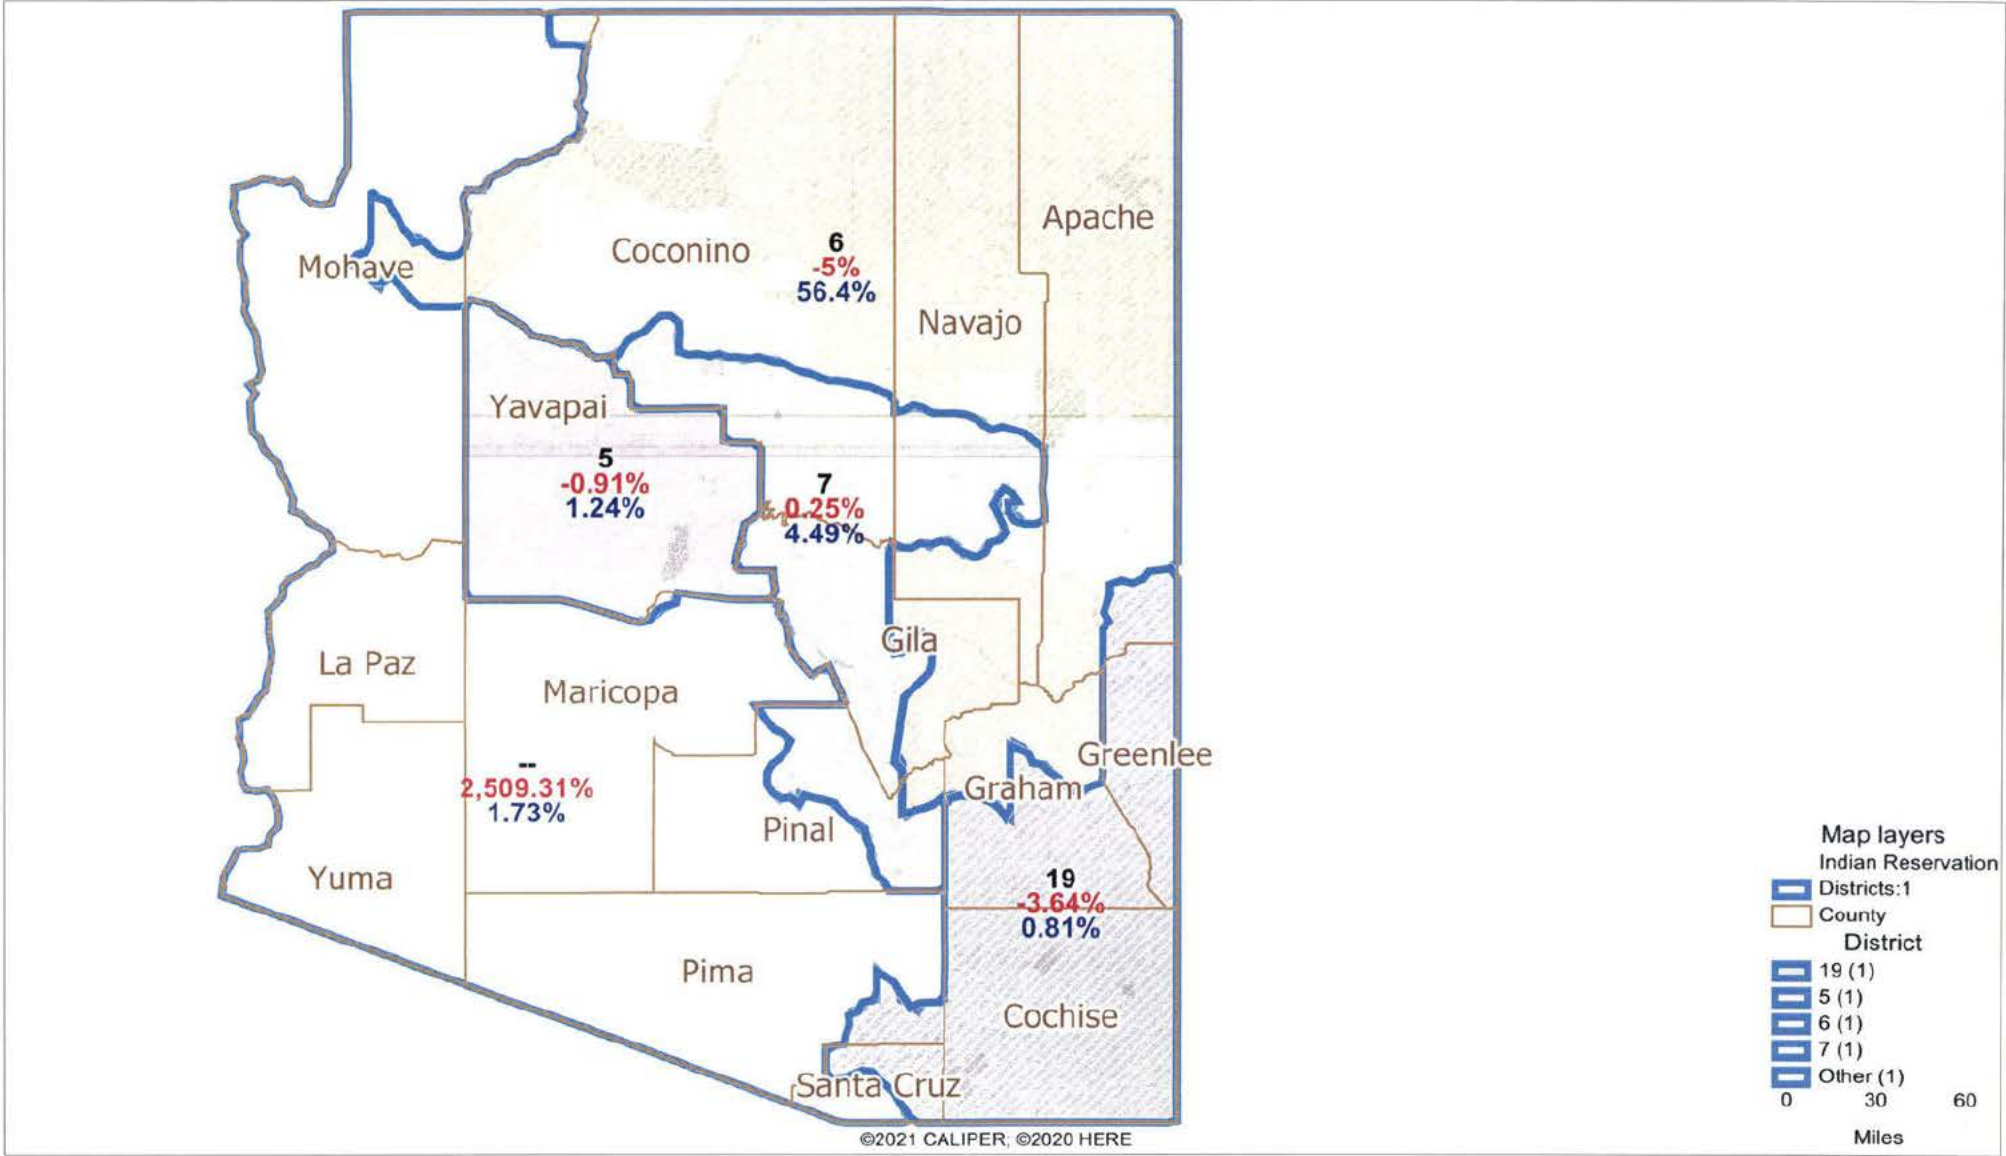 Apache
Coconino
6
-5%
56.4%
Mohave
Navajo
Yavapai
5
-0.91%
1.24%
7
0.25%
4.49%
Gila
La Paz
Maricopa
Greenlee
--
2,509.31%
1.73%
Graham
Pinal
Yuma
19
-3.64%
0.81%
Pima
Cochise
Santa Cruz
Map layers
Indian Reservation
Districts:1
County
District
19 (1)
5 (1)
6 (1)
7 (1)
Other (1)
0 30 60
Miles
©2021 CALIPER; ©2020 HERE